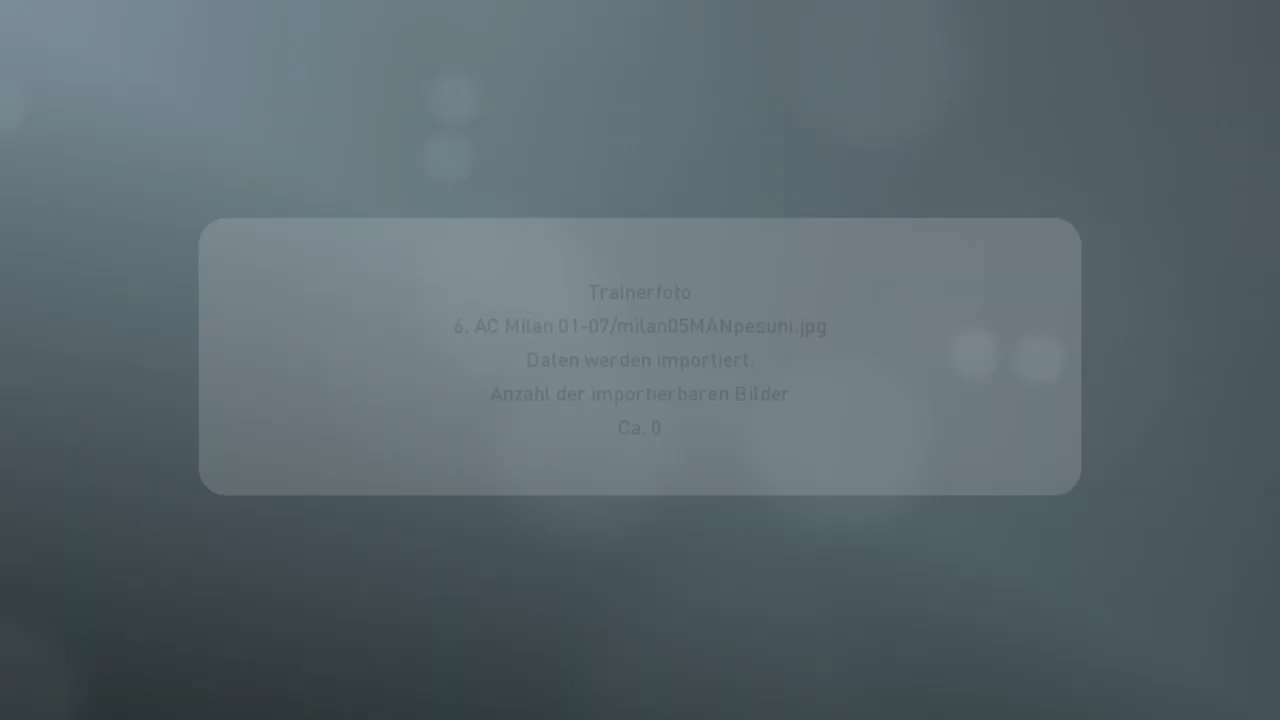 Trainerfoto
6. AC Milan 01-07/milan05MANpesuni.jpg
Daten werden importiert.
Anzahl der importierbaren Bilder
Ca. 0